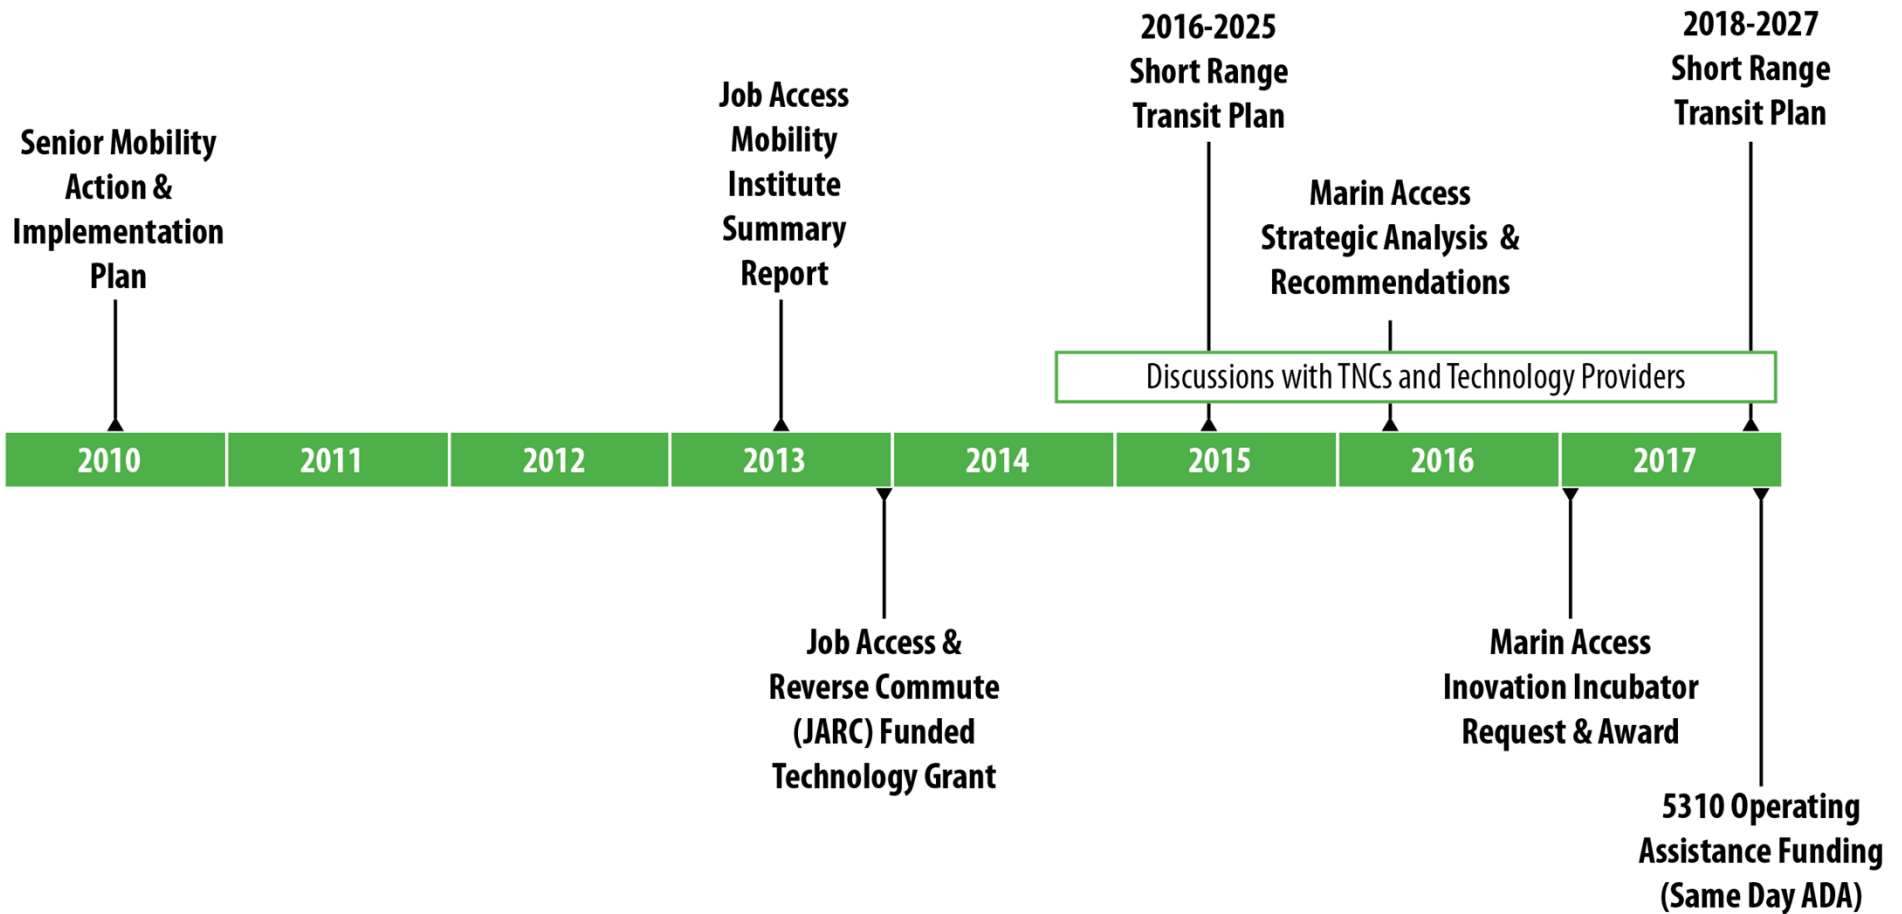 Senior Mobility
Action &
Implementation
Plan
Job Access
Mobility
Institute
Summary
Report
2016-2025
Short Range
Transit Plan
Marin Access
Strategic Analysis &
Recommendations
2018-2027
Short Range
Transit Plan
Discussions with TNCs and Technology Providers
2010 2011 2012 2013 2014 2015 2016 2017
Job Access &
Reverse Commute
(JARC) Funded
Technology Grant
Marin Access
Inovation Incubator
Request & Award
5310 Operating
Assistance Funding
(Same Day ADA)